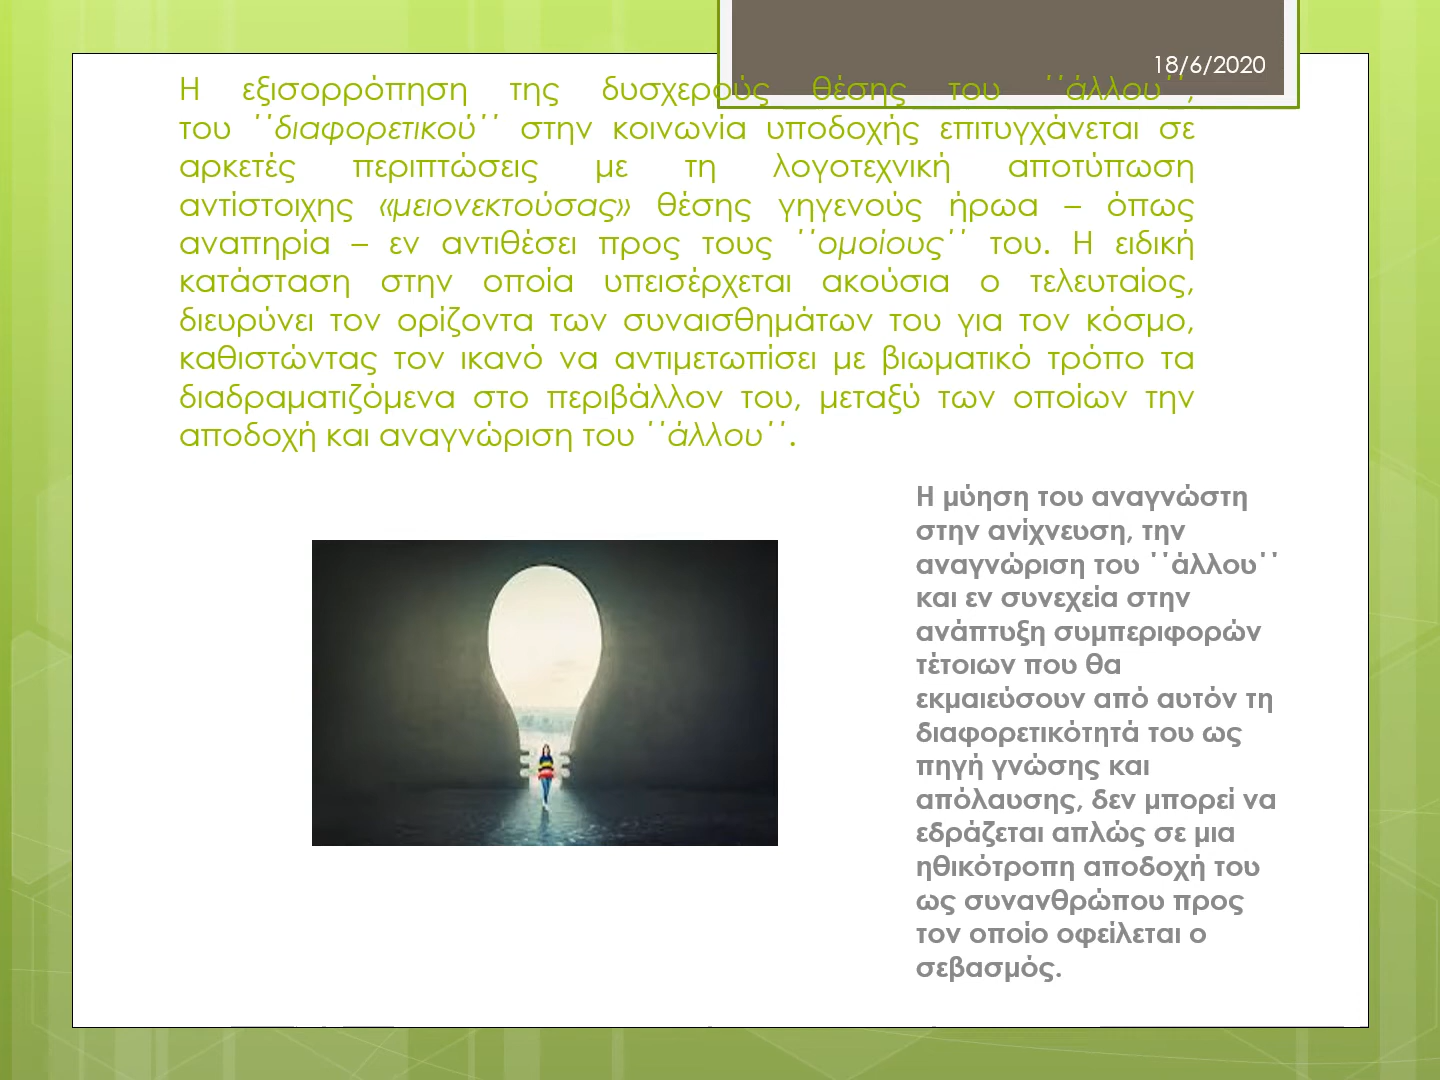 18/6/2020
Η εξισορρόπηση της δυσχερούς θέσης του ΄΄άλλου΄΄,
του ΄΄διαφορετικού΄΄ στην κοινωνία υποδοχής επιτυγχάνεται σε
αρκετές περιπτώσεις με τη λογοτεχνική αποτύπωση
αντίστοιχης «μειονεκτούσας» θέσης γηγενούς ήρωα – όπως
αναπηρία – εν αντιθέσει προς τους ΄΄ομοίους΄΄ του. Η ειδική
κατάσταση στην οποία υπεισέρχεται ακούσια ο τελευταίος,
διευρύνει τον ορίζοντα των συναισθημάτων του για τον κόσμο,
καθιστώντας τον ικανό να αντιμετωπίσει με βιωματικό τρόπο τα
διαδραματιζόμενα στο περιβάλλον του, μεταξύ των οποίων την
αποδοχή και αναγνώριση του ΄΄άλλου΄΄.
Η μύηση του αναγνώστη
στην ανίχνευση, την
αναγνώριση του ΄΄άλλου΄΄
και εν συνεχεία στην
ανάπτυξη συμπεριφορών
τέτοιων που θα
εκμαιεύσουν από αυτόν τη
διαφορετικότητά του ως
πηγή γνώσης και
απόλαυσης, δεν μπορεί να
εδράζεται απλώς σε μια
ηθικότροπη αποδοχή του
ως συνανθρώπου προς
τον οποίο οφείλεται ο
σεβασμός.